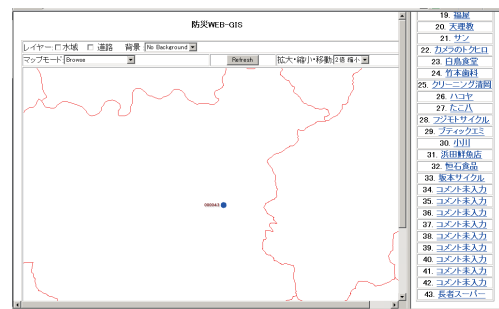 防災WEB-GIS
レイヤー: 水域 道路 背景 No Background
マップモード Browse Refresh 拡大・縮小・移動 2倍 縮小
000043
19. 福屋
20. 天理教
21. サン
22. カメラのトクヒロ
23. 白鳥食堂
24. 竹本歯科
25. クリーニング清岡
26. ハコヤ
27. たこ八
28. フジモトサイクル
29. ブティックエミ
30. 小川
31. 浜田鮮魚店
32. 恒石食品
33. 坂本サイクル
34. コメント未入力
35. コメント未入力
36. コメント未入力
37. コメント未入力
38. コメント未入力
39. コメント未入力
40. コメント未入力
41. コメント未入力
42. コメント未入力
43. 長者スーパー